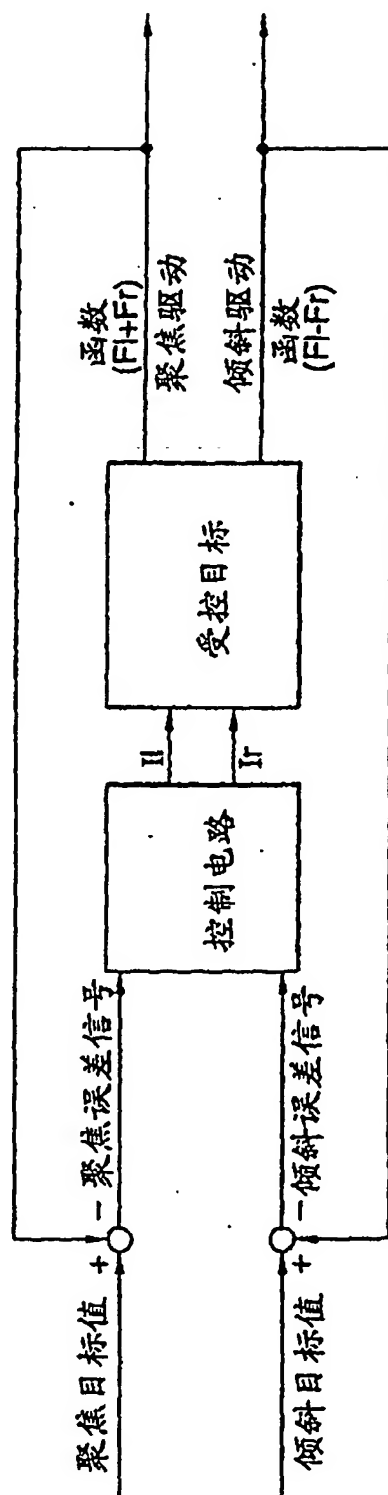 聚焦目标值
+
−
聚焦误差信号
倾斜目标值
+
−
倾斜误差信号
控制电路
Il
Ir
受控目标
函数
(Fl+Fr)
聚焦驱动
倾斜驱动
函数
(Fl-Fr)